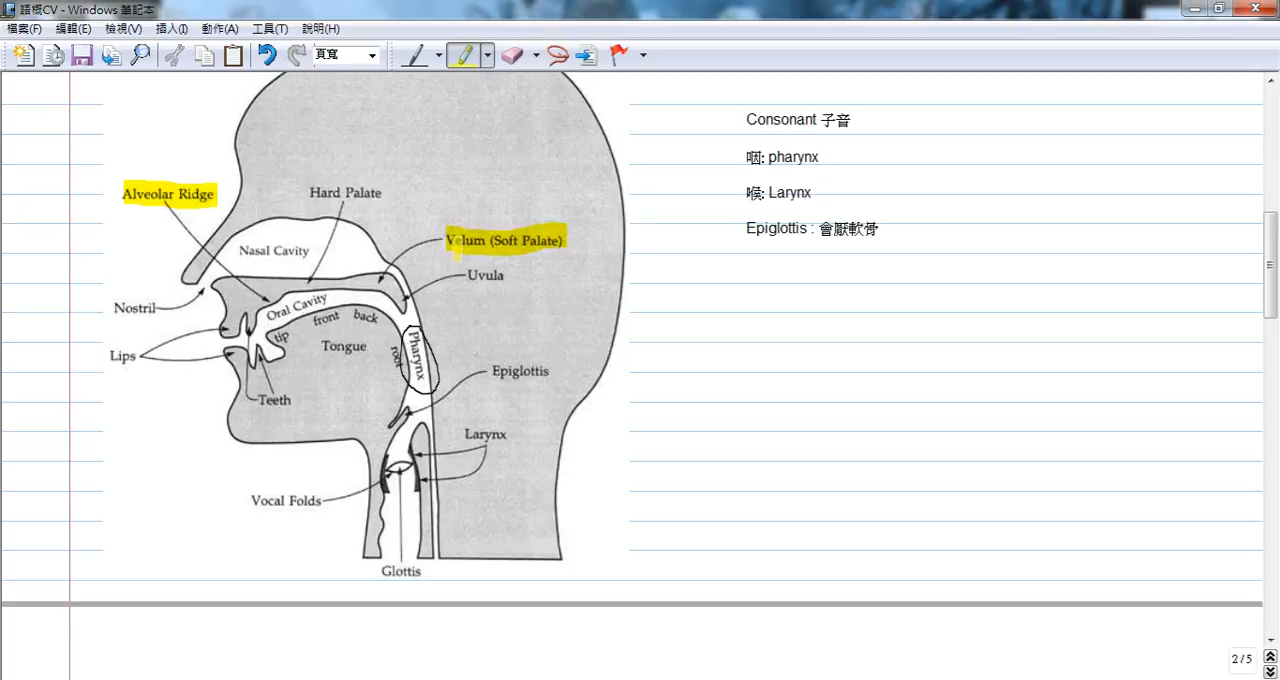 語概CV - Windows 筆記本
檔案(F) 編輯(E) 檢視(V) 插入(I) 動作(A) 工具(T) 說明(H)
頁寬
Alveolar Ridge
Hard Palate
Nasal Cavity
Velum (Soft Palate)
Uvula
Nostril
Oral Cavity
tip
front
back
Lips
Tongue
root
Pharynx
Epiglottis
Teeth
Larynx
Vocal Folds
Glottis
Consonant 子音
咽: pharynx
喉: Larynx
Epiglottis : 會厭軟骨
2/5